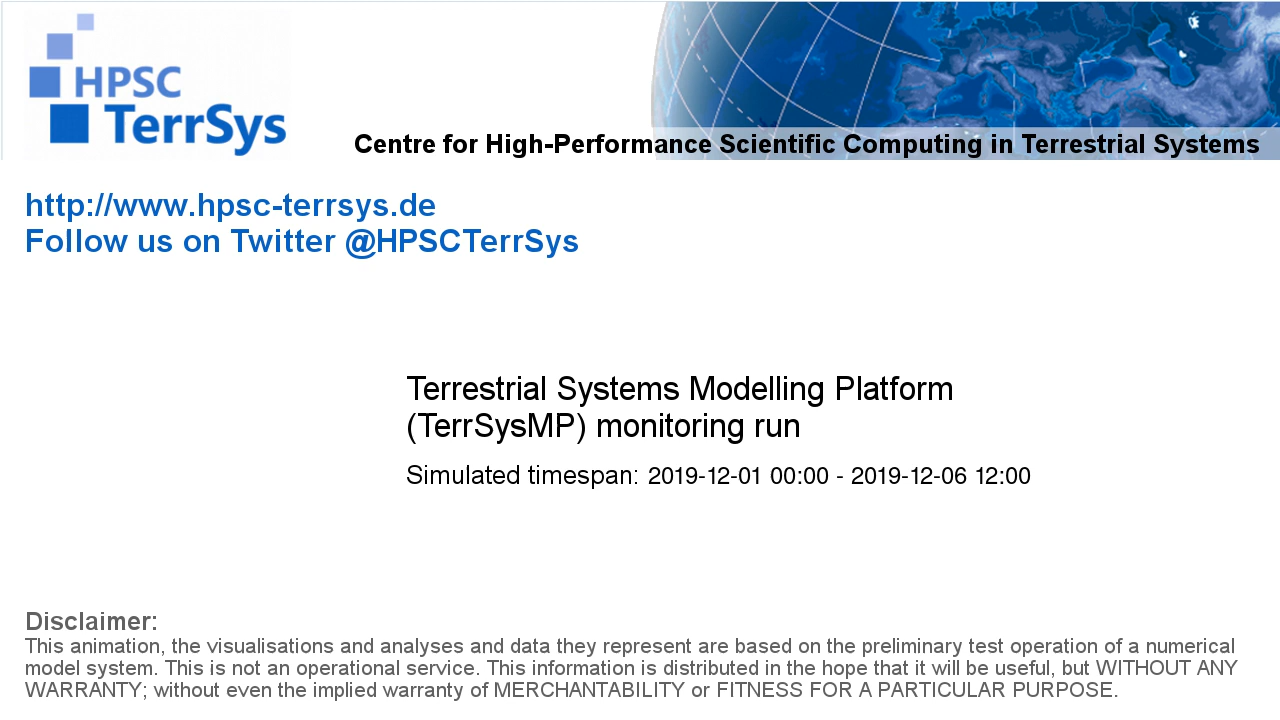 HPSC
TerrSys
Centre for High-Performance Scientific Computing in Terrestrial Systems
http://www.hpsc-terrsys.de
Follow us on Twitter @HPSCTerrSys
Terrestrial Systems Modelling Platform
(TerrSysMP) monitoring run
Simulated timespan: 2019-12-01 00:00 - 2019-12-06 12:00
Disclaimer:
This animation, the visualisations and analyses and data they represent are based on the preliminary test operation of a numerical
model system. This is not an operational service. This information is distributed in the hope that it will be useful, but WITHOUT ANY
WARRANTY; without even the implied warranty of MERCHANTABILITY or FITNESS FOR A PARTICULAR PURPOSE.